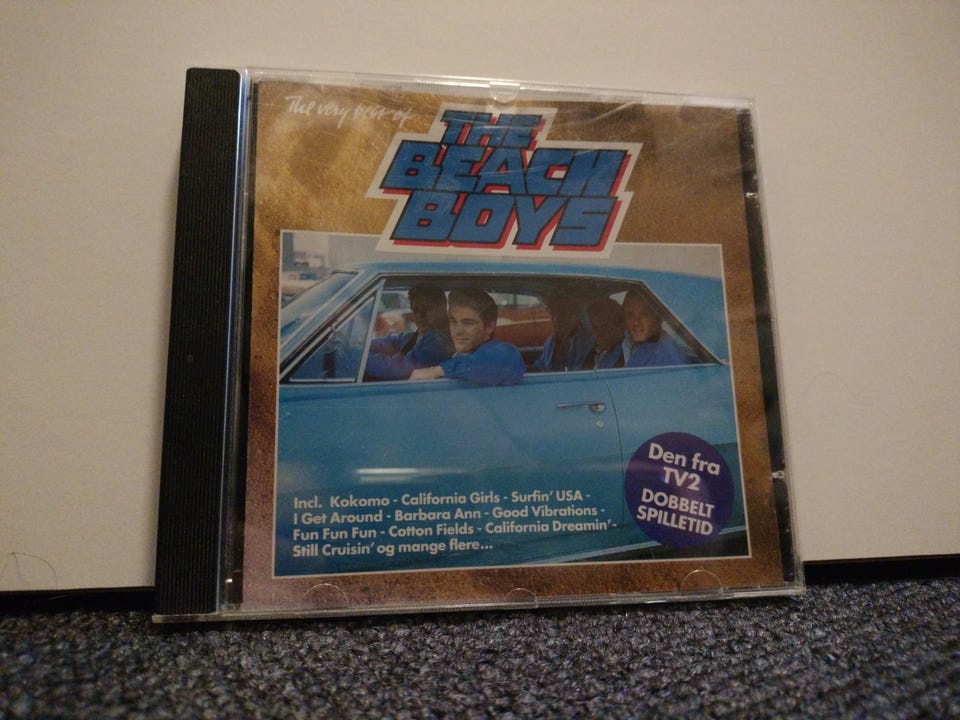 The very best of
THE
BEACH
BOYS
Den fra
TV2
DOBBELT
SPILLETID
Incl. Kokomo - California Girls - Surfin' USA -
I Get Around - Barbara Ann - Good Vibrations -
Fun Fun Fun - Cotton Fields - California Dreamin' -
Still Cruisin' og mange flere...